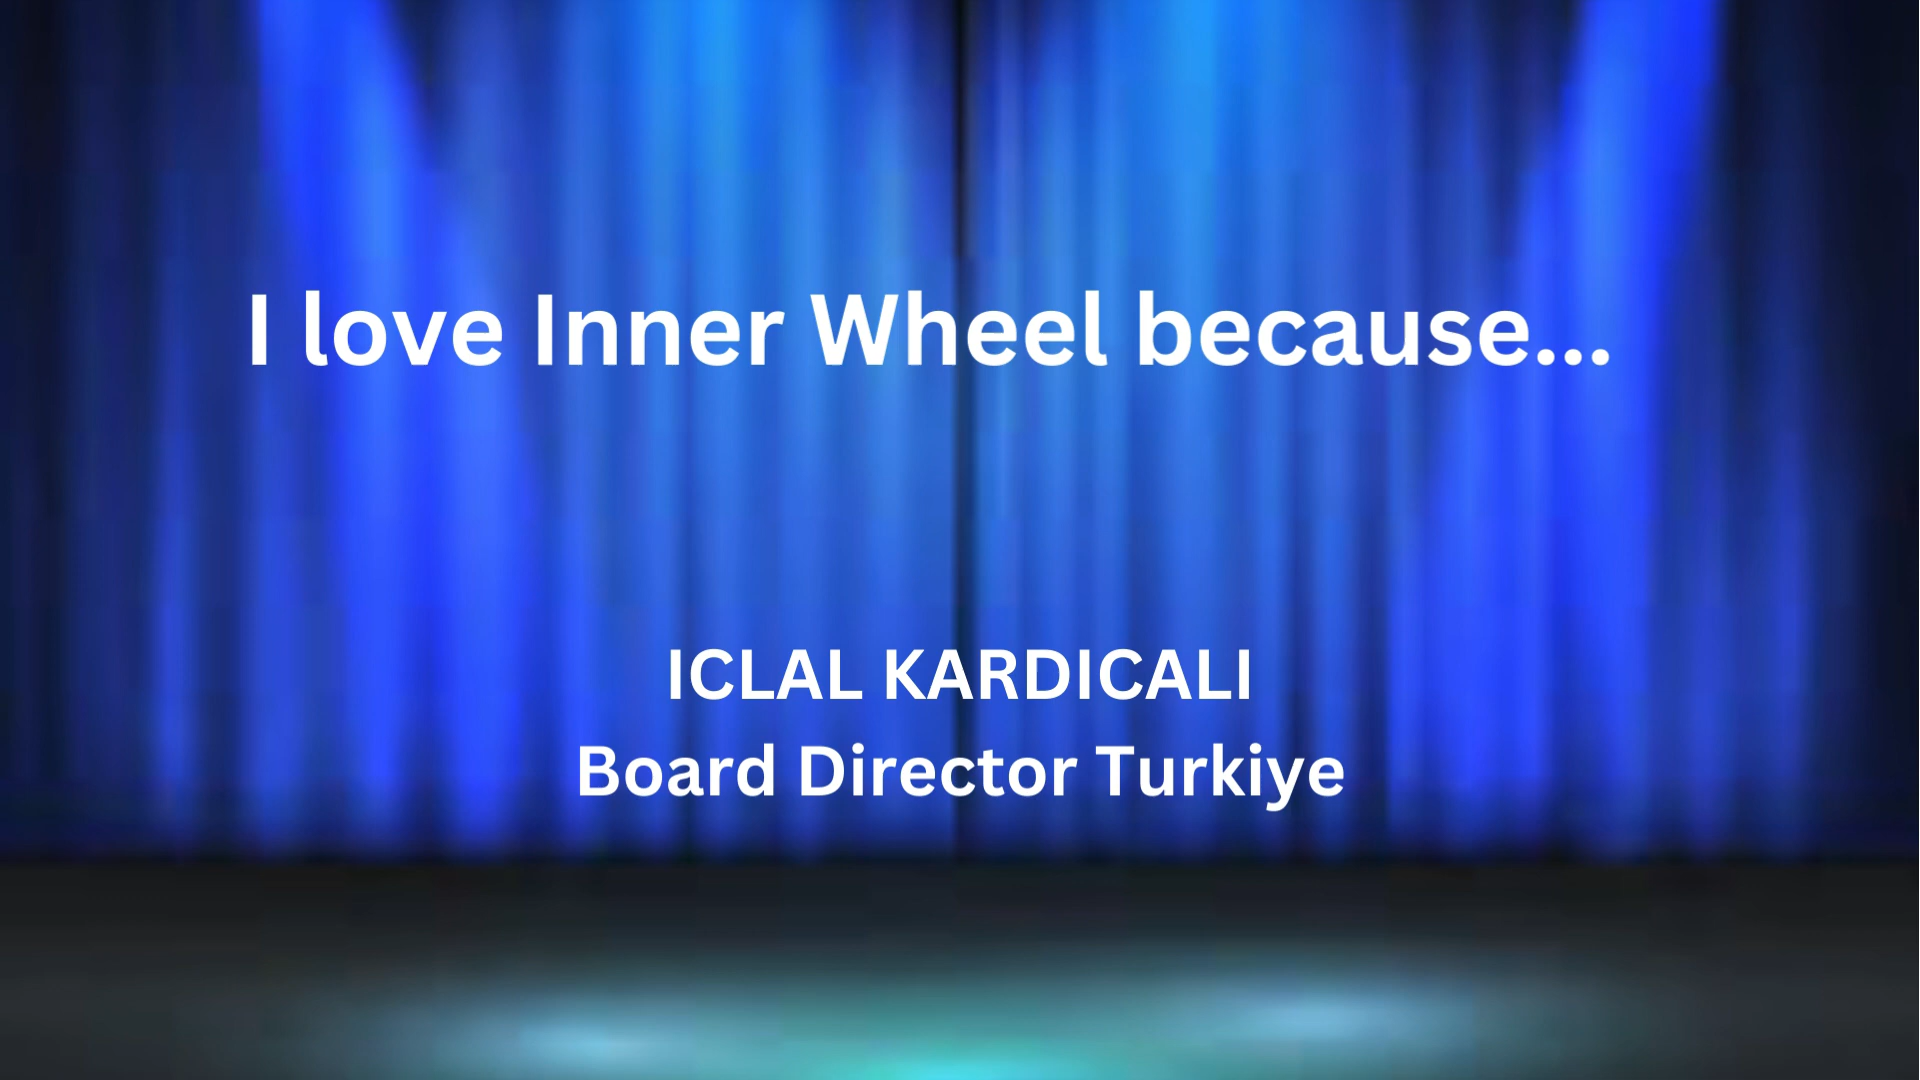 I love Inner Wheel because...
ICLAL KARDICALI
Board Director Turkiye